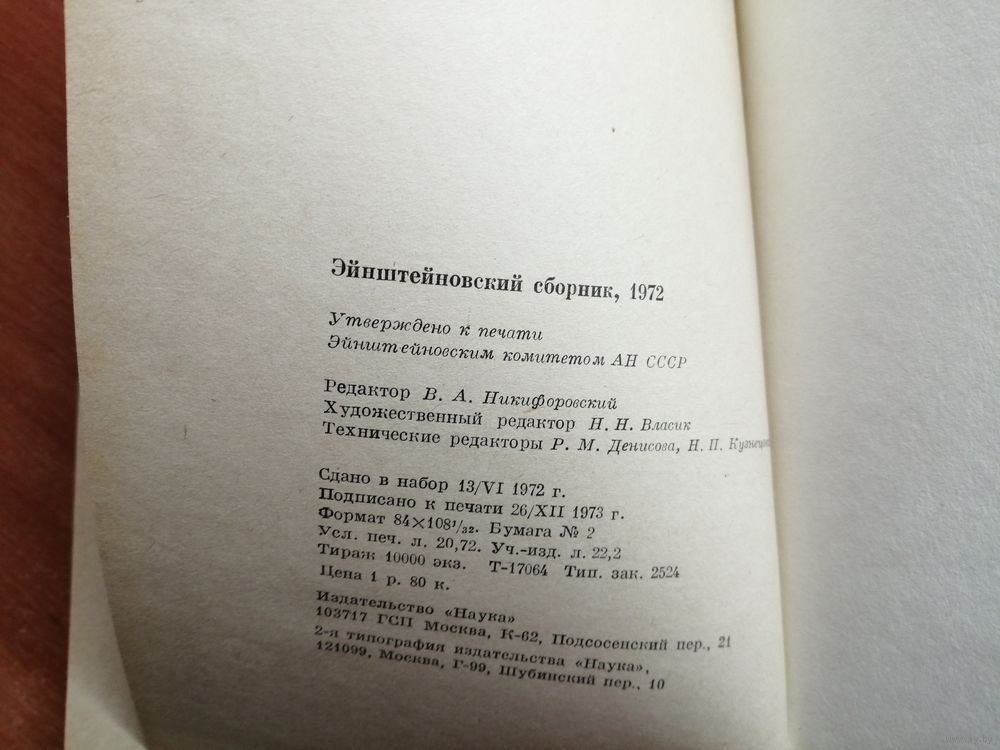 Эйнштейновский сборник, 1972
Утверждено к печати
Эйнштейновским комитетом АН СССР
Редактор В. А. Никифоровский
Художественный редактор Н. Н. Власик
Технические редакторы Р. М. Денисова, Н. П.
Сдано в набор 13/VI 1972 г.
Подписано к печати 26/XII 1973 г.
Формат 84×108¹/₃₂. Бумага № 2
Усл. печ. л. 20,72. Уч.-изд. л. 22,2
Тираж 10000 экз. Т-17064 Тип. зак. 2524
Цена 1 р. 80 к.
Издательство «Наука»
103717 ГСП Москва, К-62, Подсосенский пер., 21
2-я типография издательства «Наука»,
121099, Москва, Г-99, Шубинский пер., 10